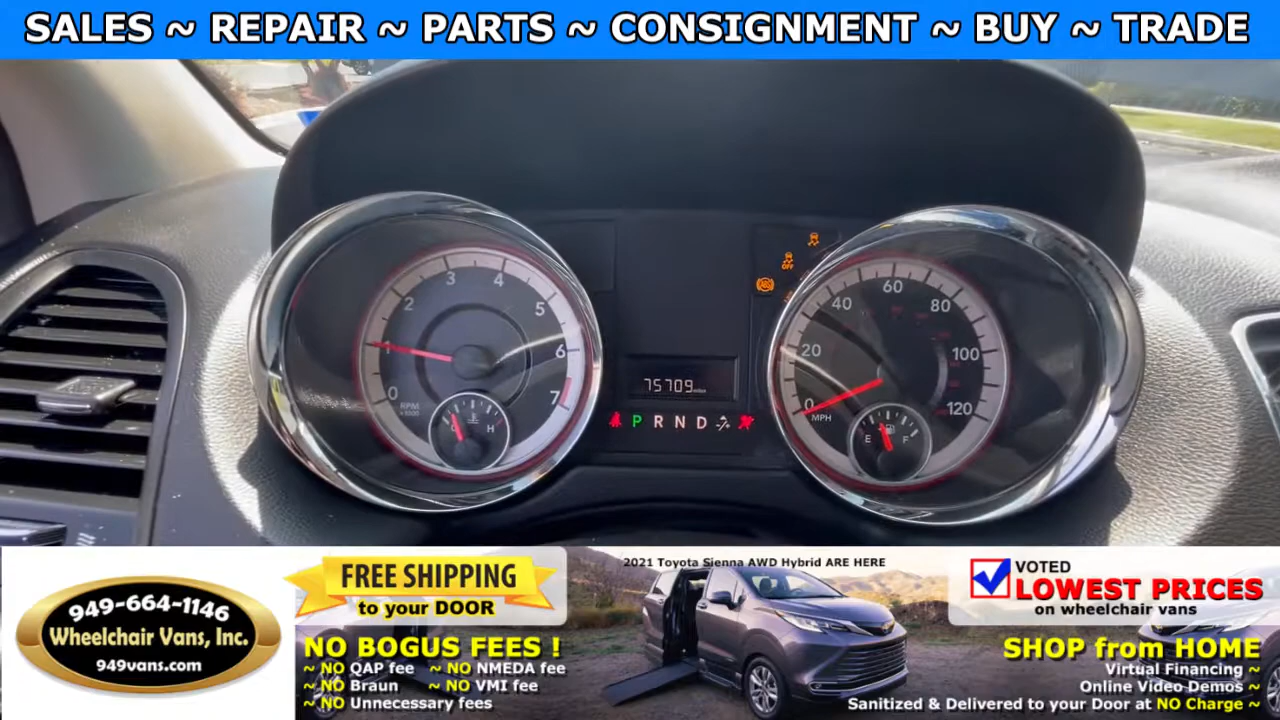 SALES ~ REPAIR ~ PARTS ~ CONSIGNMENT ~ BUY ~ TRADE
0 1 2 3 4 5 6 7
RPM
x1000
H
OFF
ABS
75709
P R N D
0 20 40 60 80 100 120
MPH
E F
949-664-1146
Wheelchair Vans, Inc.
949vans.com
FREE SHIPPING
to your DOOR
NO BOGUS FEES !
~ NO QAP fee ~ NO NMEDA fee
~ NO Braun ~ NO VMI fee
~ NO Unnecessary fees
2021 Toyota Sienna AWD Hybrid ARE HERE
VOTED
LOWEST PRICES
on wheelchair vans
SHOP from HOME
Virtual Financing ~
Online Video Demos ~
Sanitized & Delivered to your Door at NO Charge ~